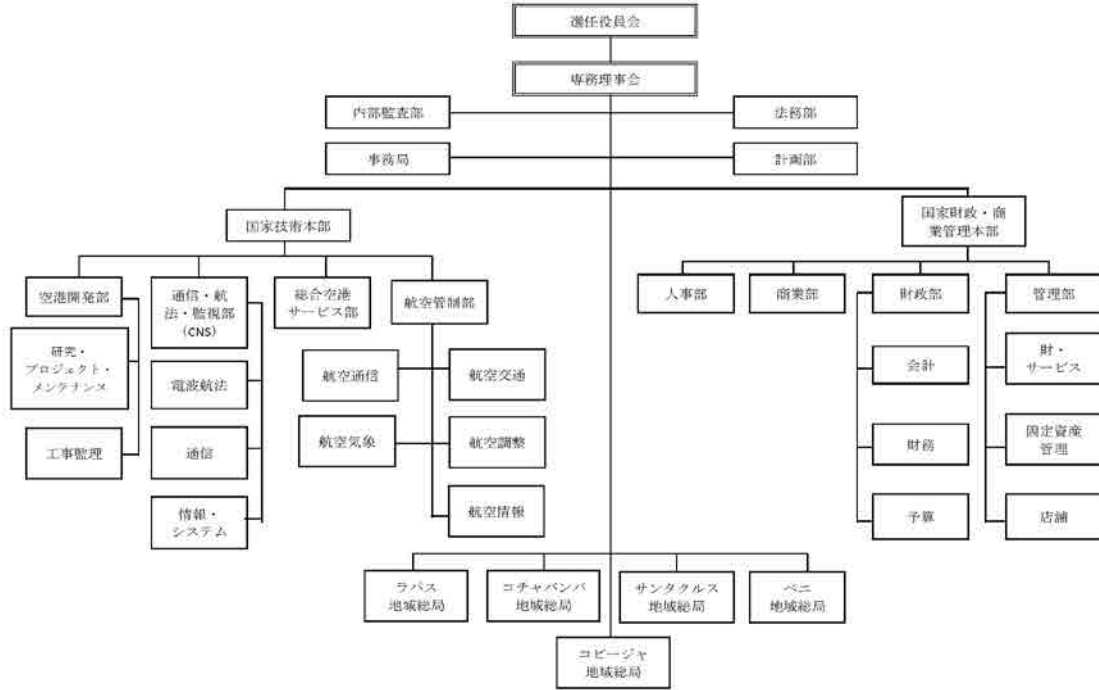 選任役員会
専務理事会
内部監査部
法務部
事務局
計画部
国家技術本部
国家財政・商
業管理本部
空港開発部
通信・航
法・監視部
(CNS)
総合空港
サービス部
航空管制部
人事部
商業部
財政部
管理部
研究・
プロジェクト・
メンテナンス
電波航法
航空通信
航空交通
会計
財・
サービス
工事監理
通信
航空気象
航空調整
財務
固定資産
管理
情報・
システム
航空情報
予算
店舗
ラパス
地域総局
コチャバンバ
地域総局
サンタクルス
地域総局
ベニ
地域総局
コビージャ
地域総局